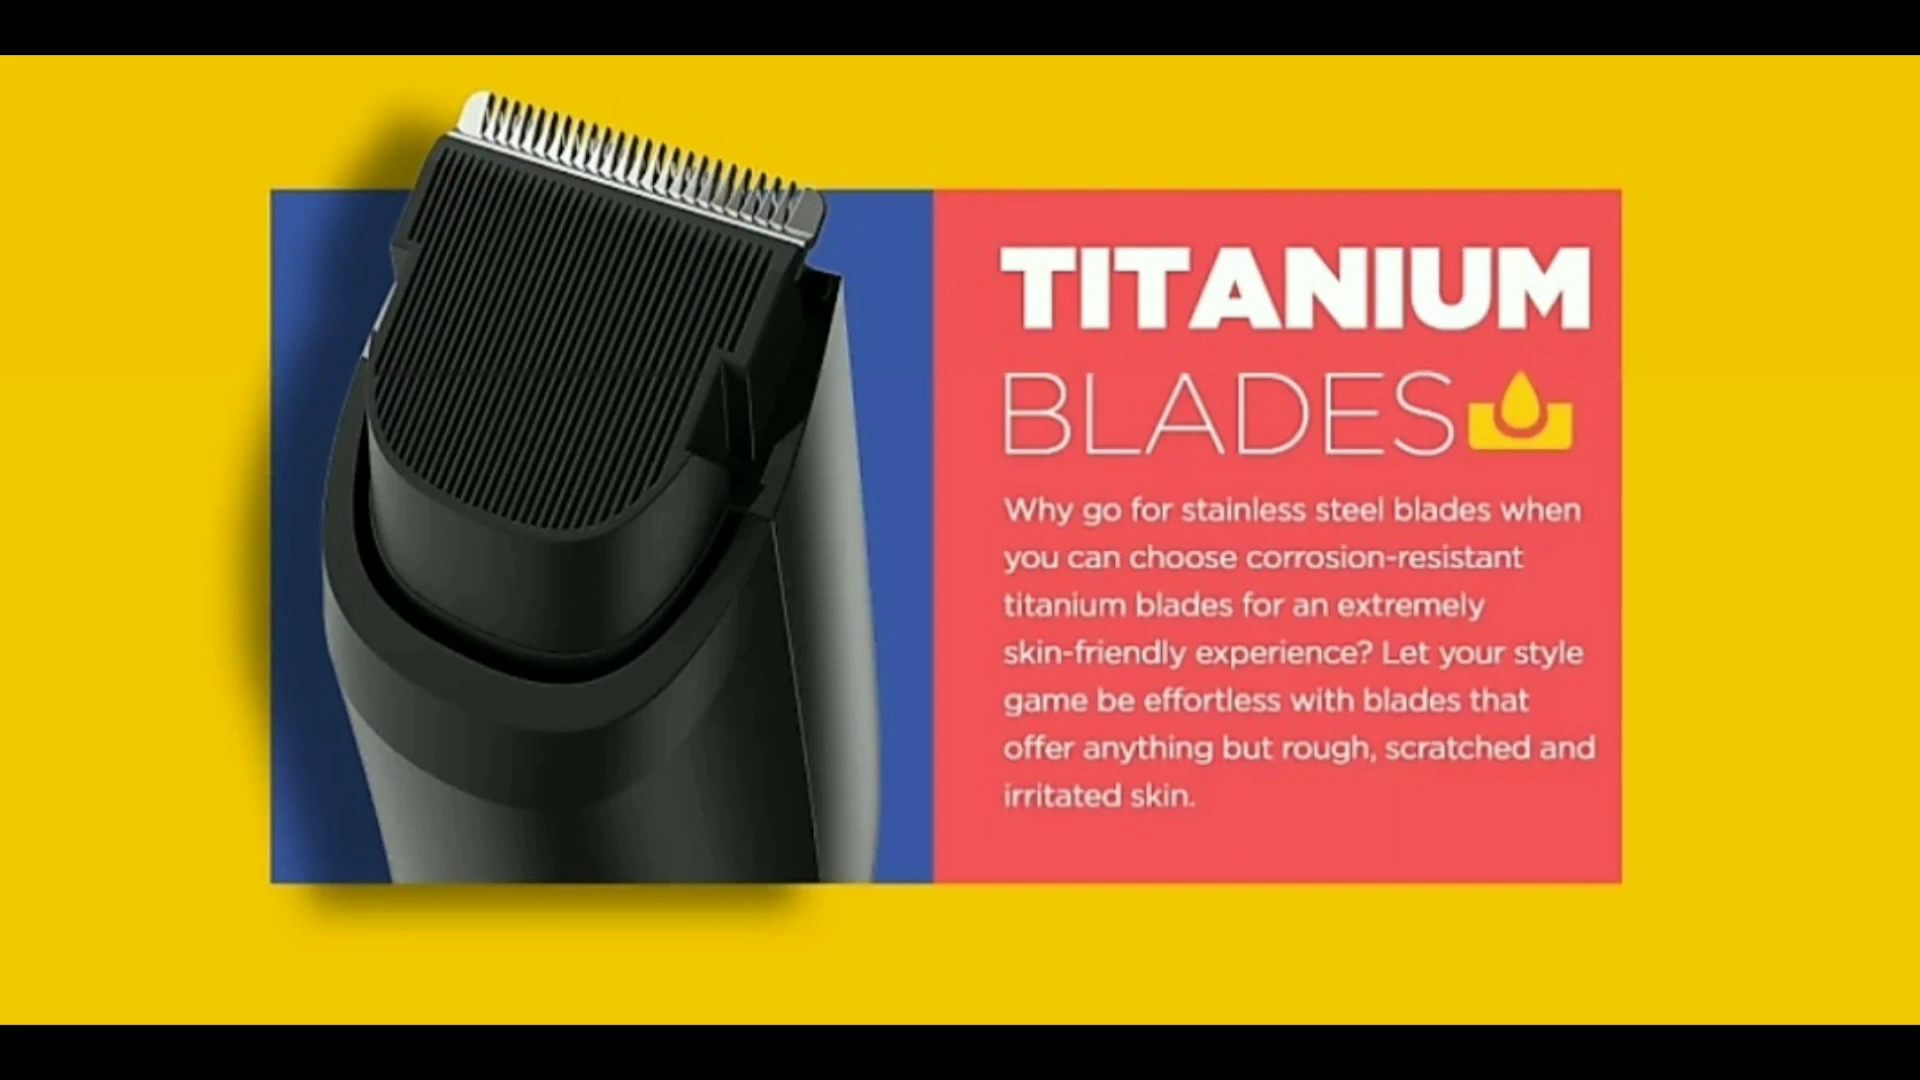 TITANIUM
BLADES
Why go for stainless steel blades when
you can choose corrosion-resistant
titanium blades for an extremely
skin-friendly experience? Let your style
game be effortless with blades that
offer anything but rough, scratched and
irritated skin.